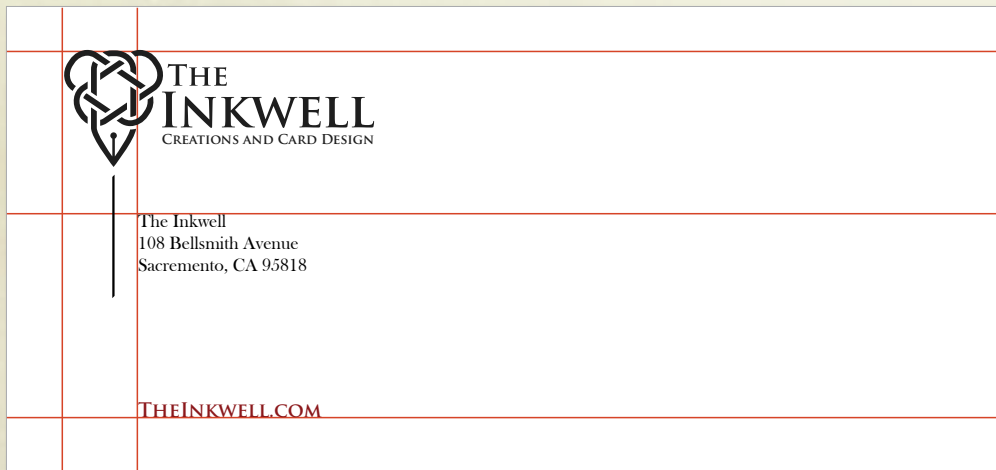 The
Inkwell
Creations and Card Design
The Inkwell
108 Bellsmith Avenue
Sacremento, CA 95818
TheInkwell.com